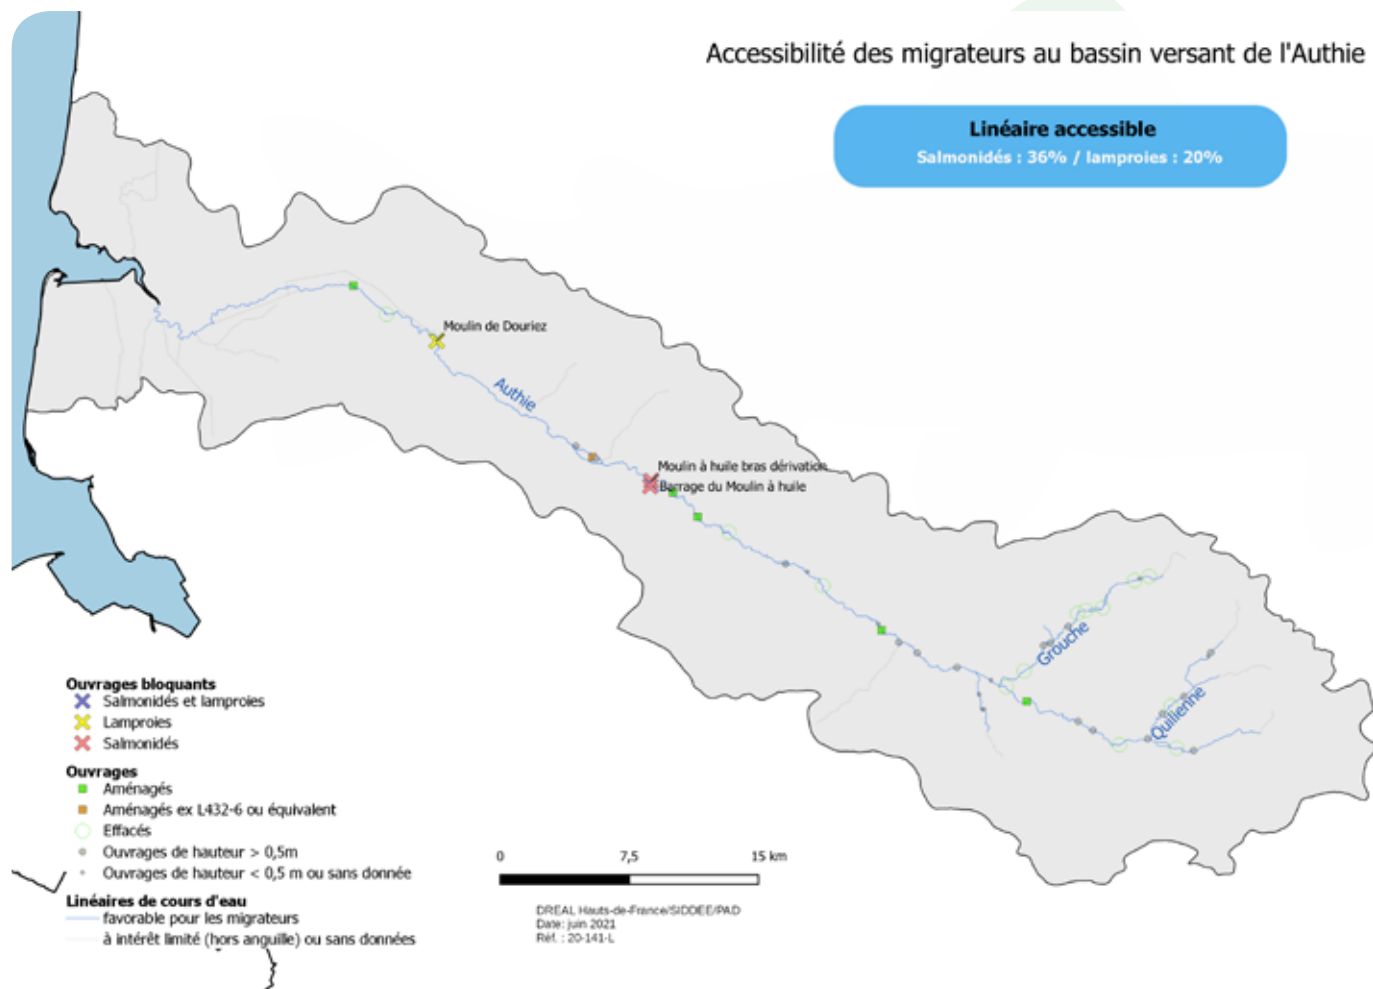 Accessibilité des migrateurs au bassin versant de l'Authie
Linéaire accessible
Salmonidés : 36% / lamproies : 20%
Moulin de Douriez
Authie
Moulin à huile bras dérivation
Barrage du Moulin à huile
Grouche
Quilienne
Ouvrages bloquants
Salmonidés et lamproies
Lamproies
Salmonidés
Ouvrages
Aménagés
Aménagés ex L432-6 ou équivalent
Effacés
Ouvrages de hauteur > 0,5m
Ouvrages de hauteur < 0,5 m ou sans donnée
Linéaires de cours d'eau
favorable pour les migrateurs
à intérêt limité (hors anguille) ou sans données
0 7,5 15 km
DREAL Hauts-de-France/SIDDEE/PAD
Date: juin 2021
Réf. : 20-141-L